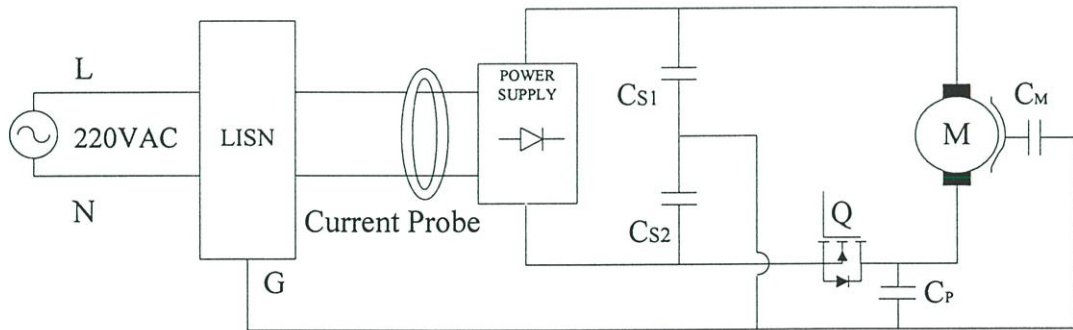 L
220VAC
N
LISN
G
Current Probe
POWER
SUPPLY
CS1
CS2
Q
CP
M
CM